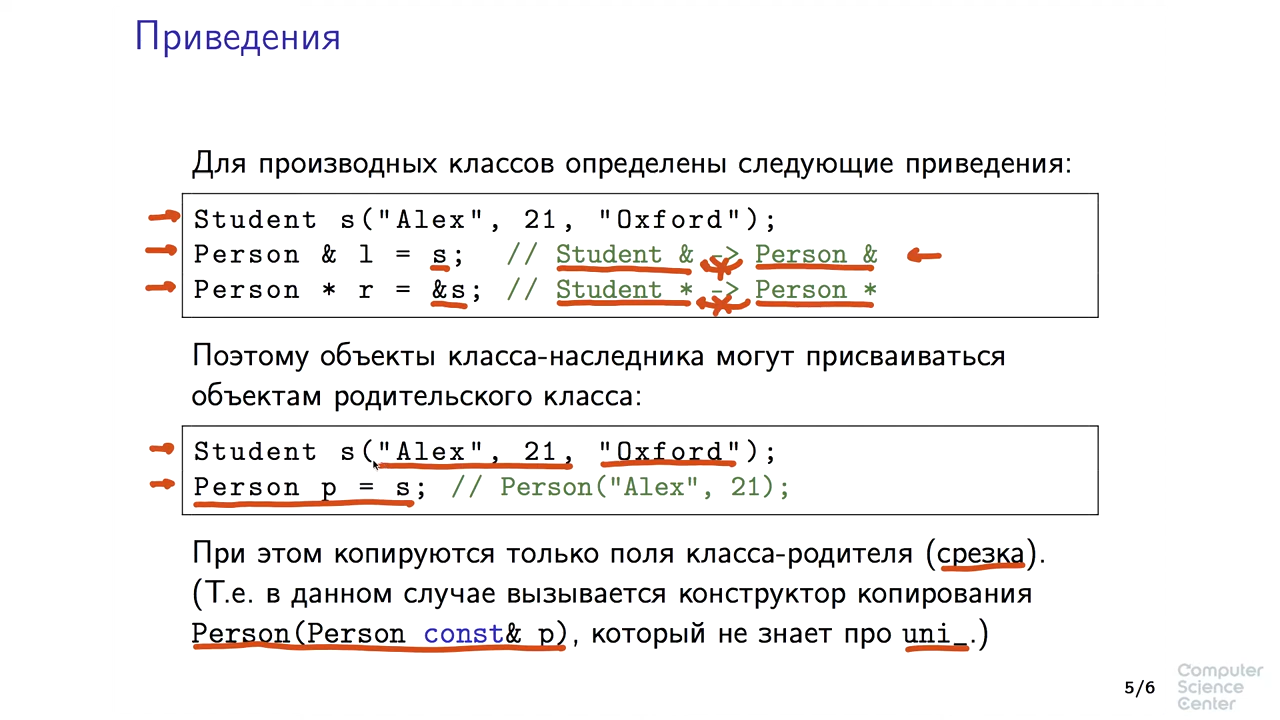 Приведения
Для производных классов определены следующие приведения:
Student s("Alex", 21, "Oxford");
Person & l = s; // Student & -> Person &
Person * r = &s; // Student * -> Person *
Поэтому объекты класса-наследника могут присваиваться
объектам родительского класса:
Student s("Alex", 21, "Oxford");
Person p = s; // Person("Alex", 21);
При этом копируются только поля класса-родителя (срезка).
(Т.е. в данном случае вызывается конструктор копирования
Person(Person const& p), который не знает про uni_.)
5/6
Computer
Science
Center